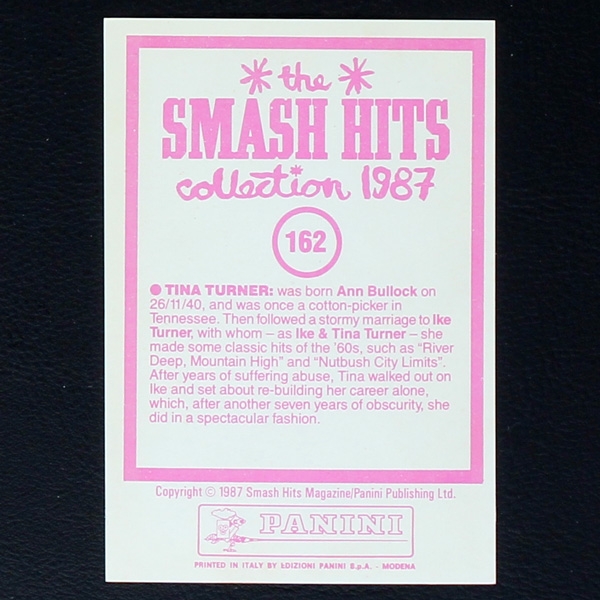 the
SMASH HITS
collection 1987
162
● TINA TURNER: was born Ann Bullock on
26/11/40, and was once a cotton-picker in
Tennessee. Then followed a stormy marriage to Ike
Turner, with whom – as Ike & Tina Turner – she
made some classic hits of the '60s, such as “River
Deep, Mountain High” and “Nutbush City Limits”.
After years of suffering abuse, Tina walked out on
Ike and set about re-building her career alone,
which, after another seven years of obscurity, she
did in a spectacular fashion.
Copyright © 1987 Smash Hits Magazine/Panini Publishing Ltd.
PANINI
PRINTED IN ITALY BY EDIZIONI PANINI S.p.A. - MODENA